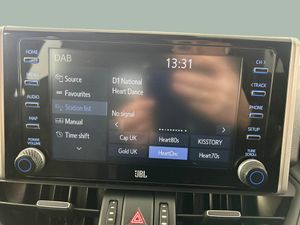 DAB
13:31
HOME
MENU
AUDIO
MAP
POWER
VOLUME
Source
Favourites
Station list
Manual
Time shift
D1 National
Heart Dance
No signal
Cap UK
Heart80s
KISSTORY
Gold UK
Heart70s
CH
TRACK
PHONE
SETUP
TUNE
SCROLL
JBL